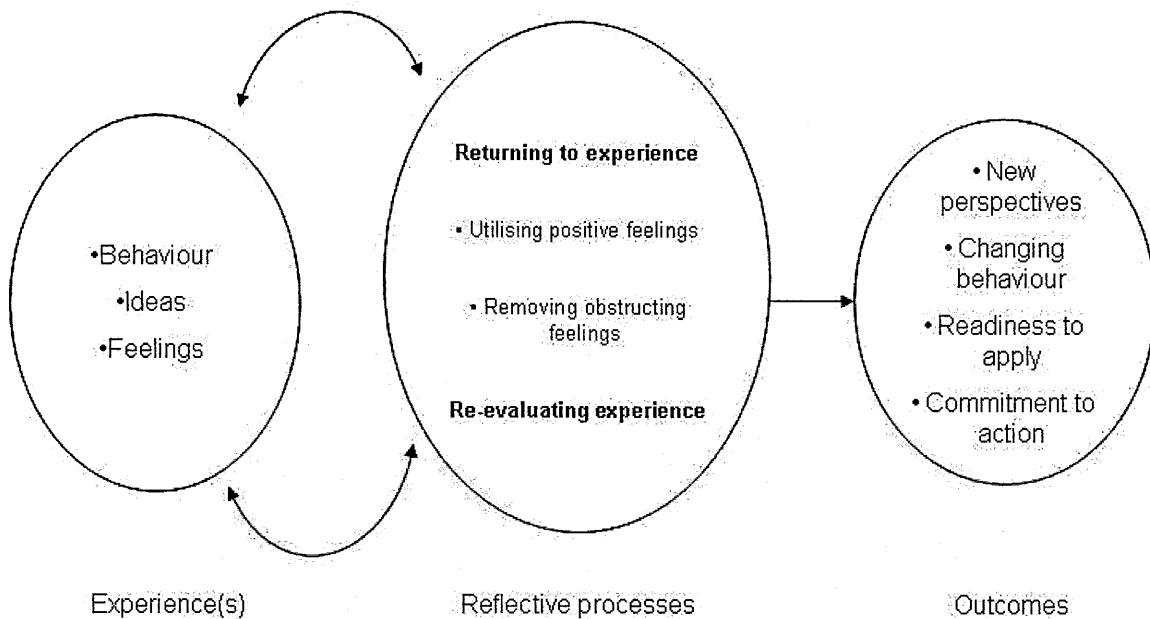 •Behaviour
•Ideas
•Feelings
Returning to experience
• Utilising positive feelings
• Removing obstructing
feelings
Re-evaluating experience
• New
perspectives
• Changing
behaviour
• Readiness to
apply
• Commitment to
action
Experience(s)
Reflective processes
Outcomes